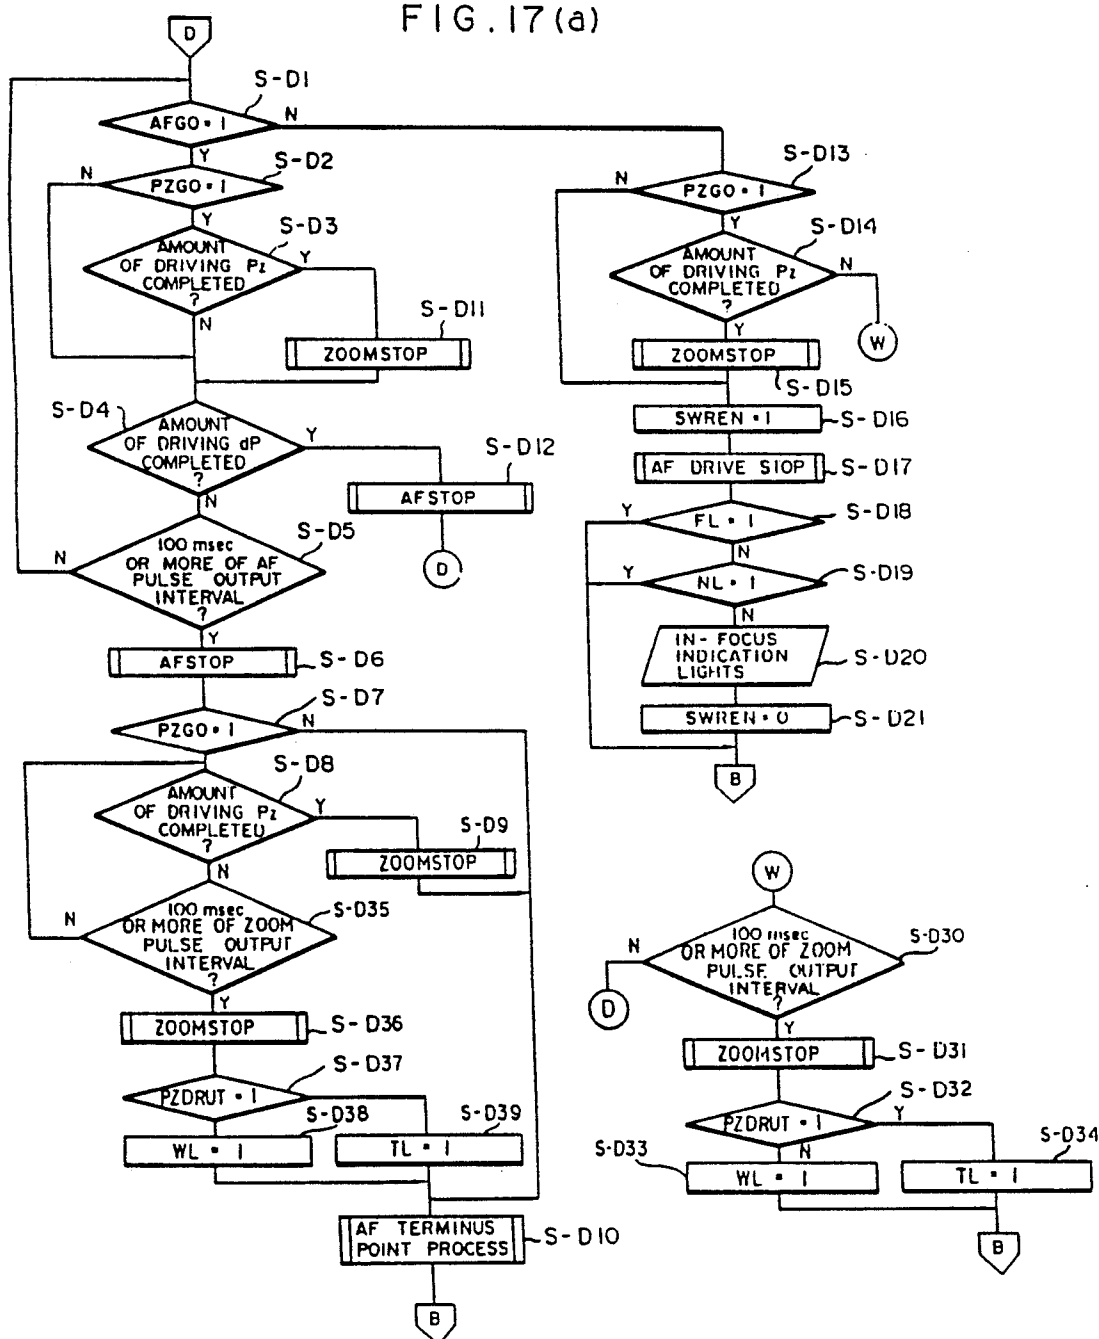 FIG.17(a)
D
S-D1
AFGO = 1
N
Y
S-D2
N
PZGO = 1
Y
S-D3
AMOUNT
OF DRIVING Pz
COMPLETED
?
Y
N
S-D11
ZOOMSTOP
S-D4
AMOUNT
OF DRIVING dP
COMPLETED
?
Y
N
S-D12
AFSTOP
D
S-D5
100 msec
OR MORE OF AF
PULSE OUTPUT
INTERVAL
?
N
Y
AFSTOP
S-D6
S-D7
PZGO = 1
N
S-D8
AMOUNT
OF DRIVING Pz
COMPLETED
?
Y
N
S-D9
ZOOMSTOP
100 msec
OR MORE OF ZOOM
PULSE OUTPUT
INTERVAL
?
S-D35
N
Y
ZOOMSTOP
S-D36
S-D37
PZDRUT = 1
S-D38
WL = 1
S-D39
TL = 1
AF TERMINUS
POINT PROCESS
S-D10
B
S-D13
N
PZGO = 1
Y
S-D14
AMOUNT
OF DRIVING Pz
COMPLETED
?
N
W
Y
ZOOMSTOP
S-D15
SWREN = 1
S-D16
AF DRIVE STOP
S-D17
Y
FL = 1
S-D18
N
Y
NL = 1
S-D19
N
IN-FOCUS
INDICATION
LIGHTS
S-D20
SWREN = 0
S-D21
B
W
100 msec
OR MORE OF ZOOM
PULSE OUTPUT
INTERVAL
?
S-D30
N
D
Y
ZOOMSTOP
S-D31
S-D32
PZDRUT = 1
Y
N
S-D33
WL = 1
S-D34
TL = 1
B